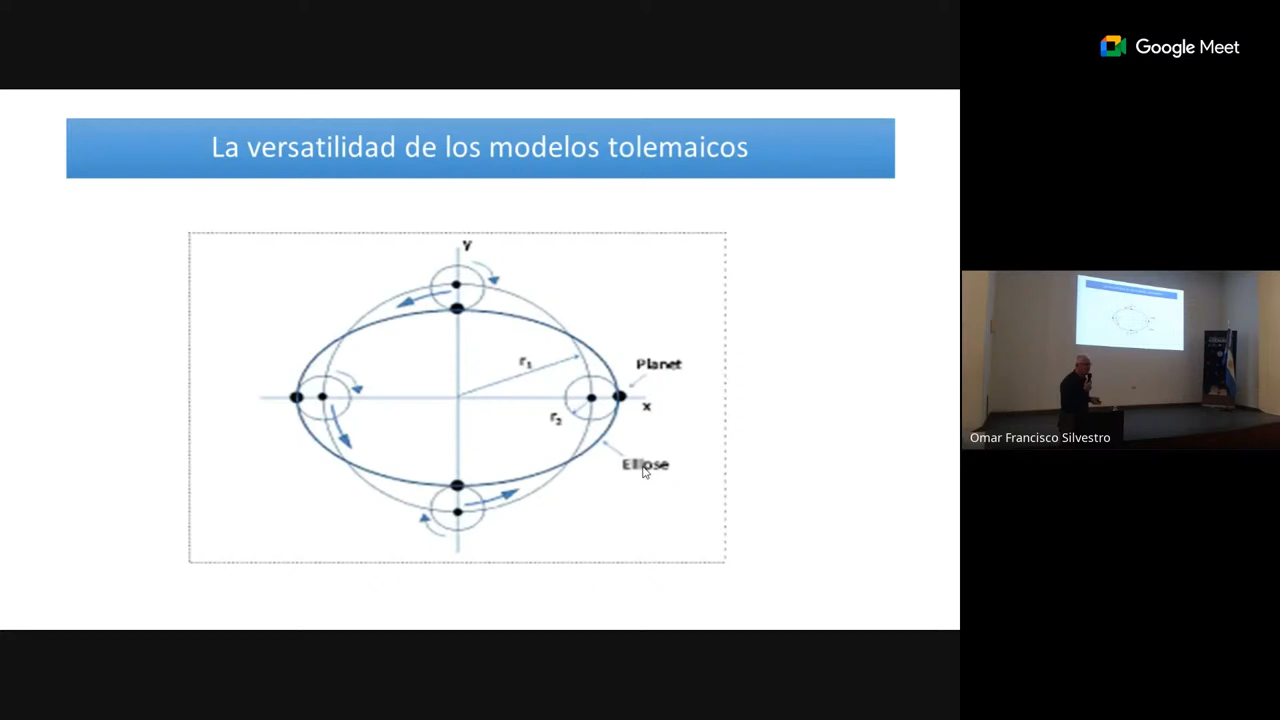 Google Meet
La versatilidad de los modelos tolemaicos
y
r1
Planet
x
r2
Ellipse
Omar Francisco Silvestro